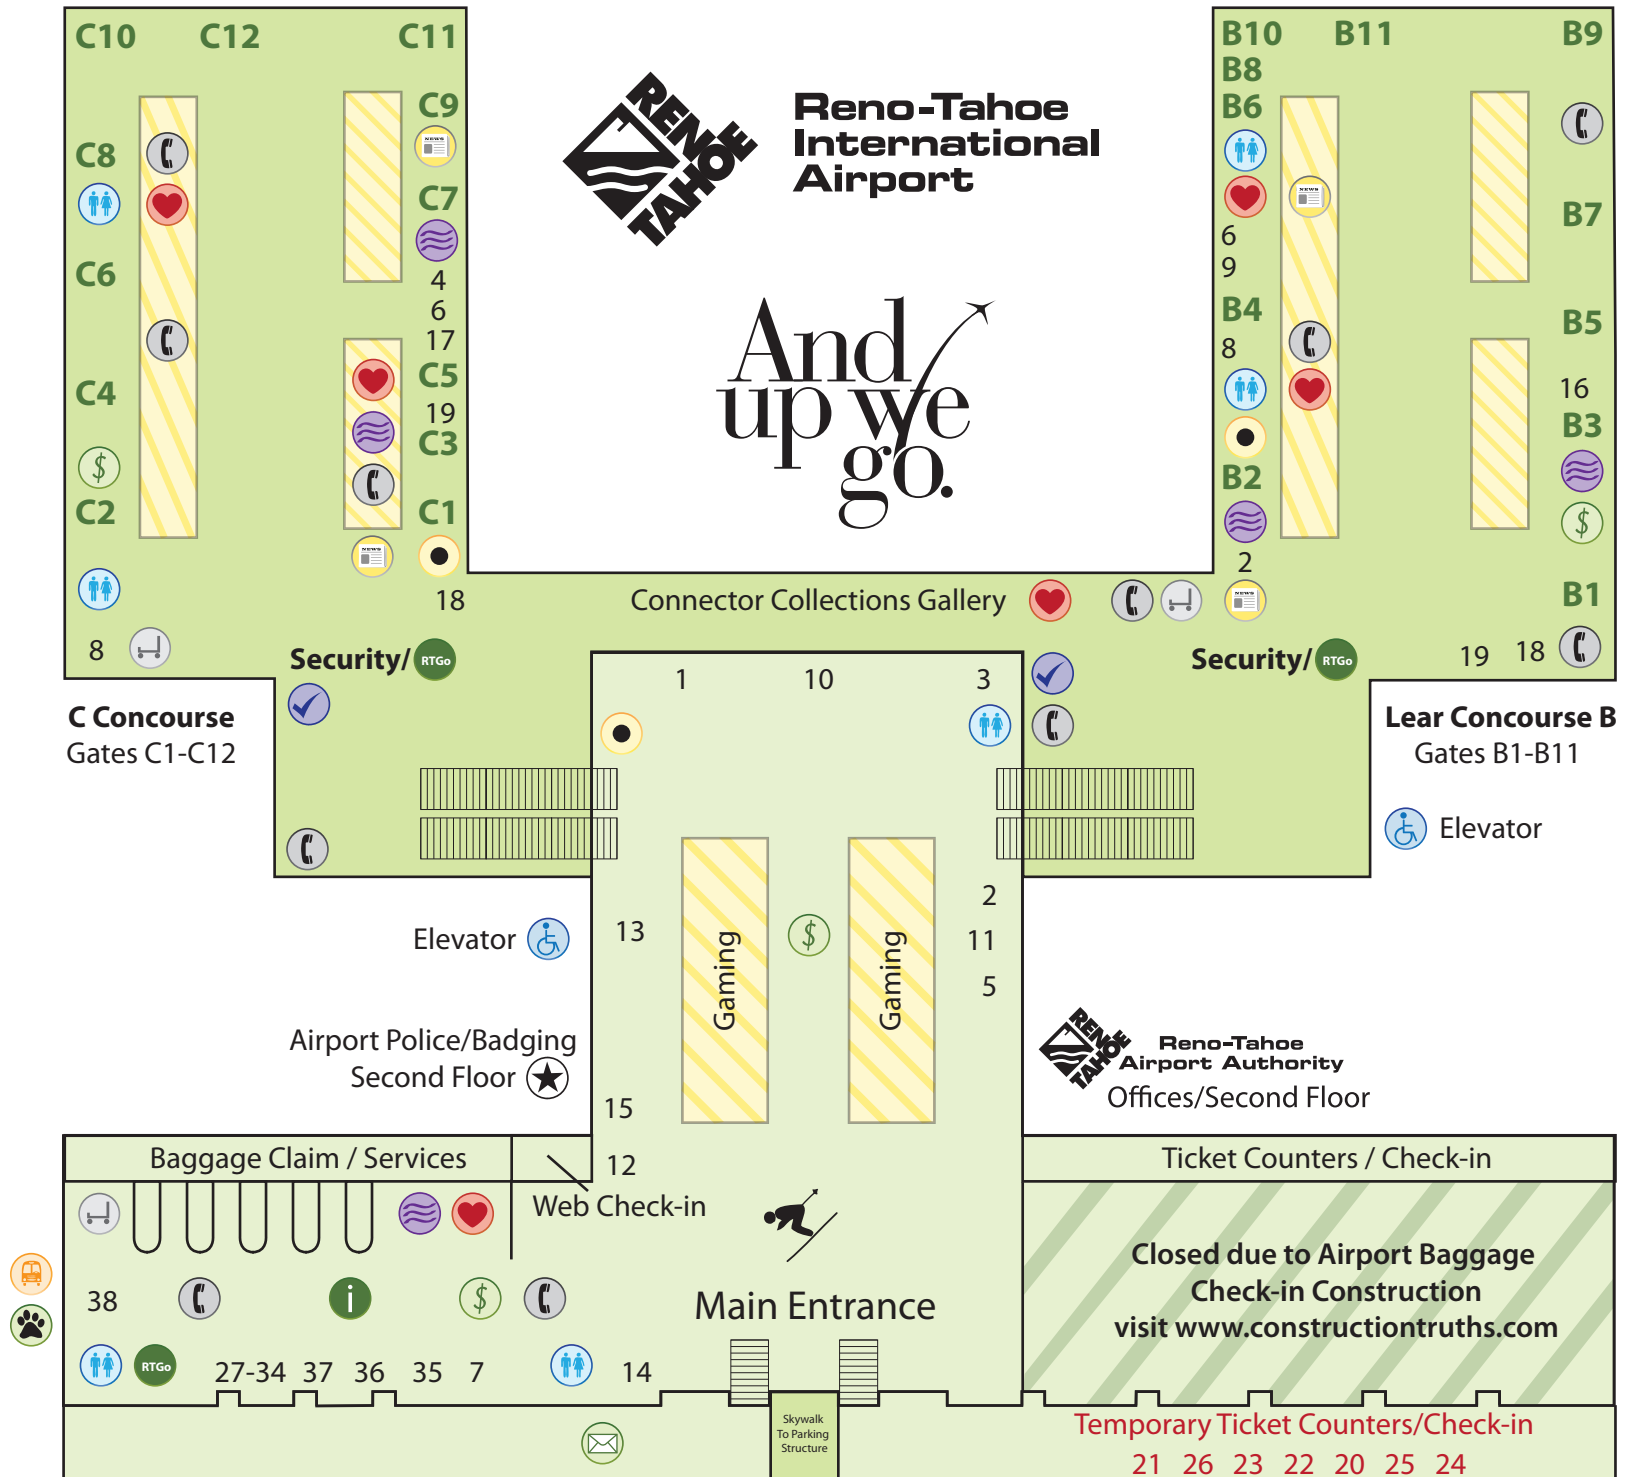 C10 C12 C11
B10 B11 B9
B8
C9
B6
RENO
TAHOE
Reno-Tahoe
International
Airport
NEWS
C8
C7
NEWS
B7
6
9
C6
4
6
17
B4
B5
8
And
up we
go.
C5
C4
19
16
C3
B3
$
B2
C2
C1
$
NEWS
2
18
Connector Collections Gallery
NEWS
B1
8
Security/ RTGo
Security/ RTGo
19 18
1 10 3
C Concourse
Gates C1-C12
Lear Concourse B
Gates B1-B11
Elevator
2
Elevator
13
Gaming
$
Gaming
11
5
Airport Police/Badging
Second Floor
RENO
TAHOE
Reno-Tahoe
Airport Authority
Offices/Second Floor
15
Baggage Claim / Services
12
Ticket Counters / Check-in
Web Check-in
Closed due to Airport Baggage
Check-in Construction
visit www.constructiontruths.com
38
i
$
Main Entrance
RTGo
27-34 37 36 35 7
14
Skywalk
To Parking
Structure
Temporary Ticket Counters/Check-in
21 26 23 22 20 25 24